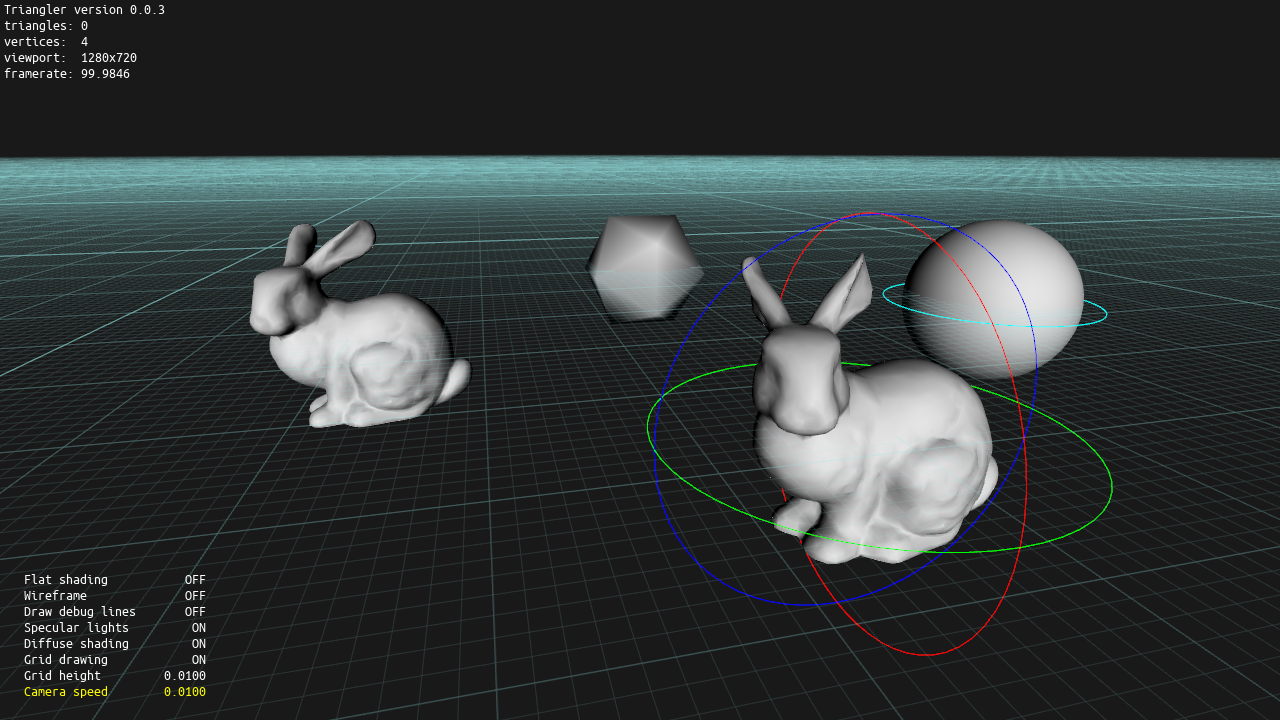 Triangler version 0.0.3
triangles: 0
vertices: 4
viewport: 1280x720
framerate: 99.9846
Flat shading OFF
Wireframe OFF
Draw debug lines OFF
Specular lights ON
Diffuse shading ON
Grid drawing ON
Grid height 0.0100
Camera speed 0.0100